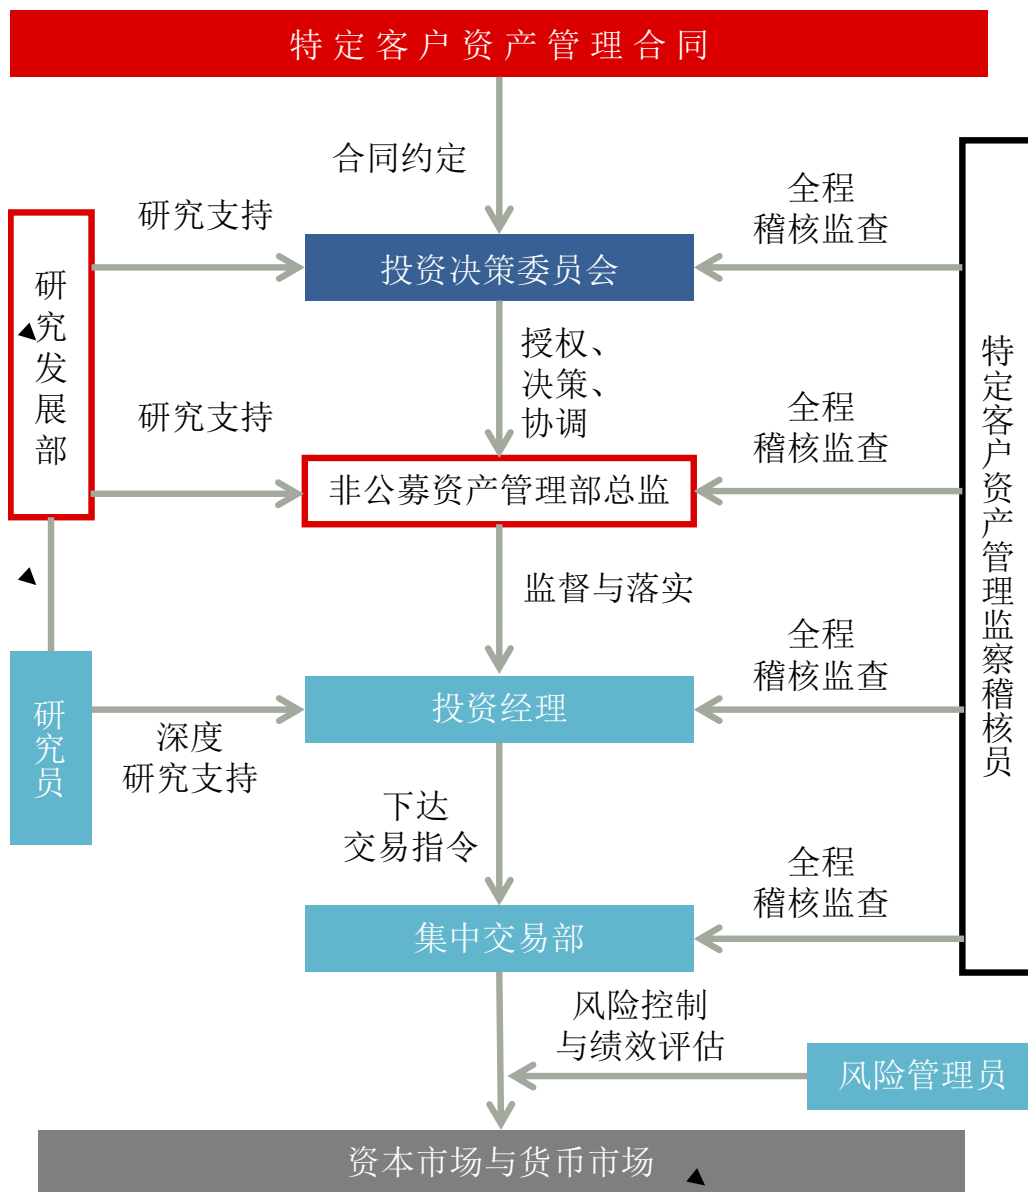 特定客户资产管理合同
合同约定
全程
稽核监查
研究支持
投资决策委员会
研究发展部
授权、
决策、
协调
特定客户资产管理监察稽核员
研究支持
全程
稽核监查
非公募资产管理部总监
监督与落实
全程
稽核监查
研究员
投资经理
深度
研究支持
下达
交易指令
全程
稽核监查
集中交易部
风险控制
与绩效评估
风险管理员
资本市场与货币市场